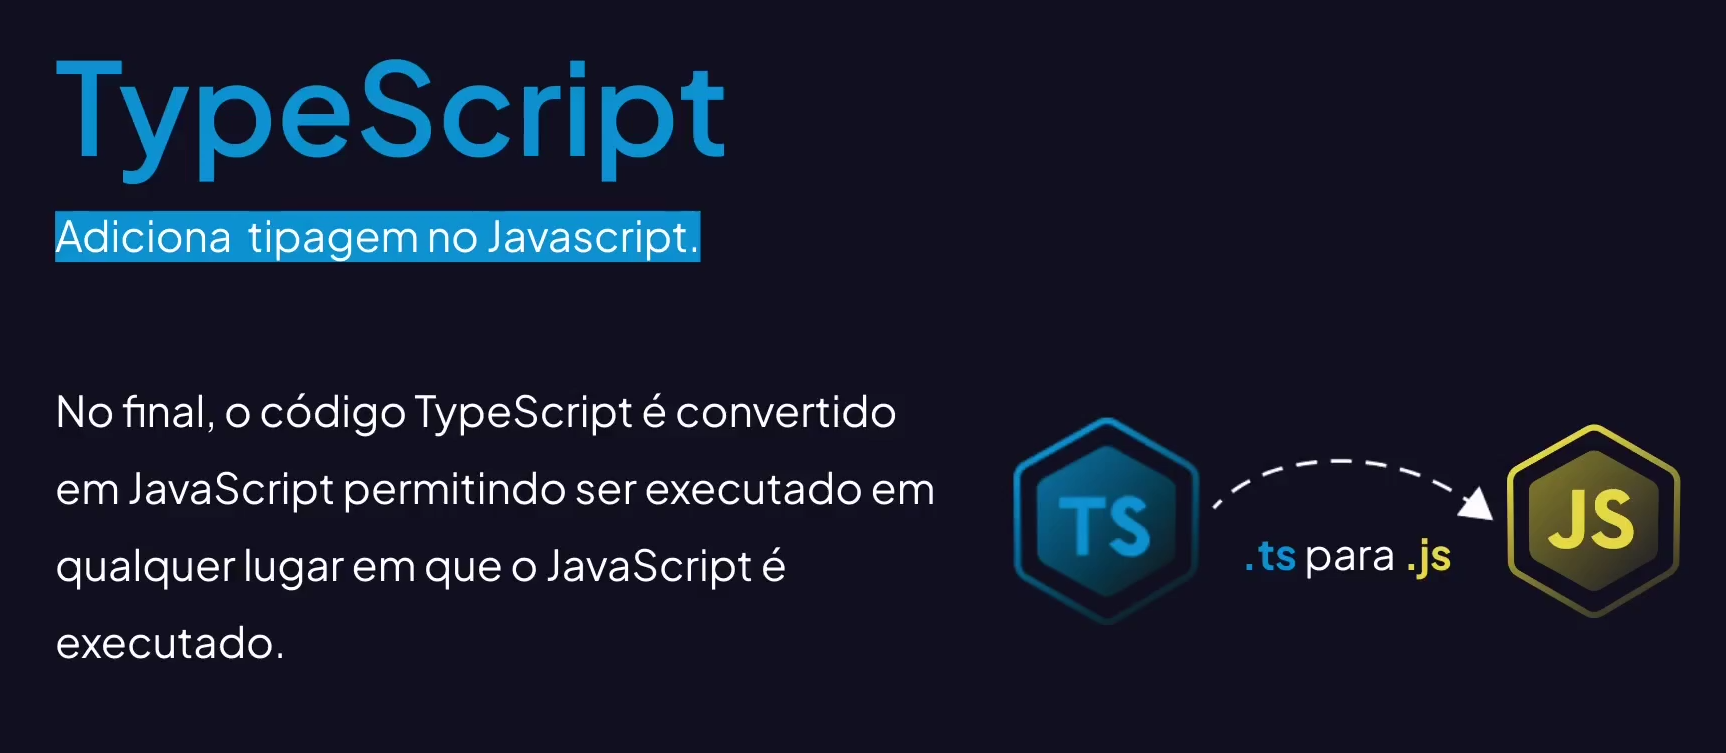 TypeScript
Adiciona tipagem no Javascript.
No final, o código TypeScript é convertido
em JavaScript permitindo ser executado em
qualquer lugar em que o JavaScript é
executado.
TS
.ts para .js
JS